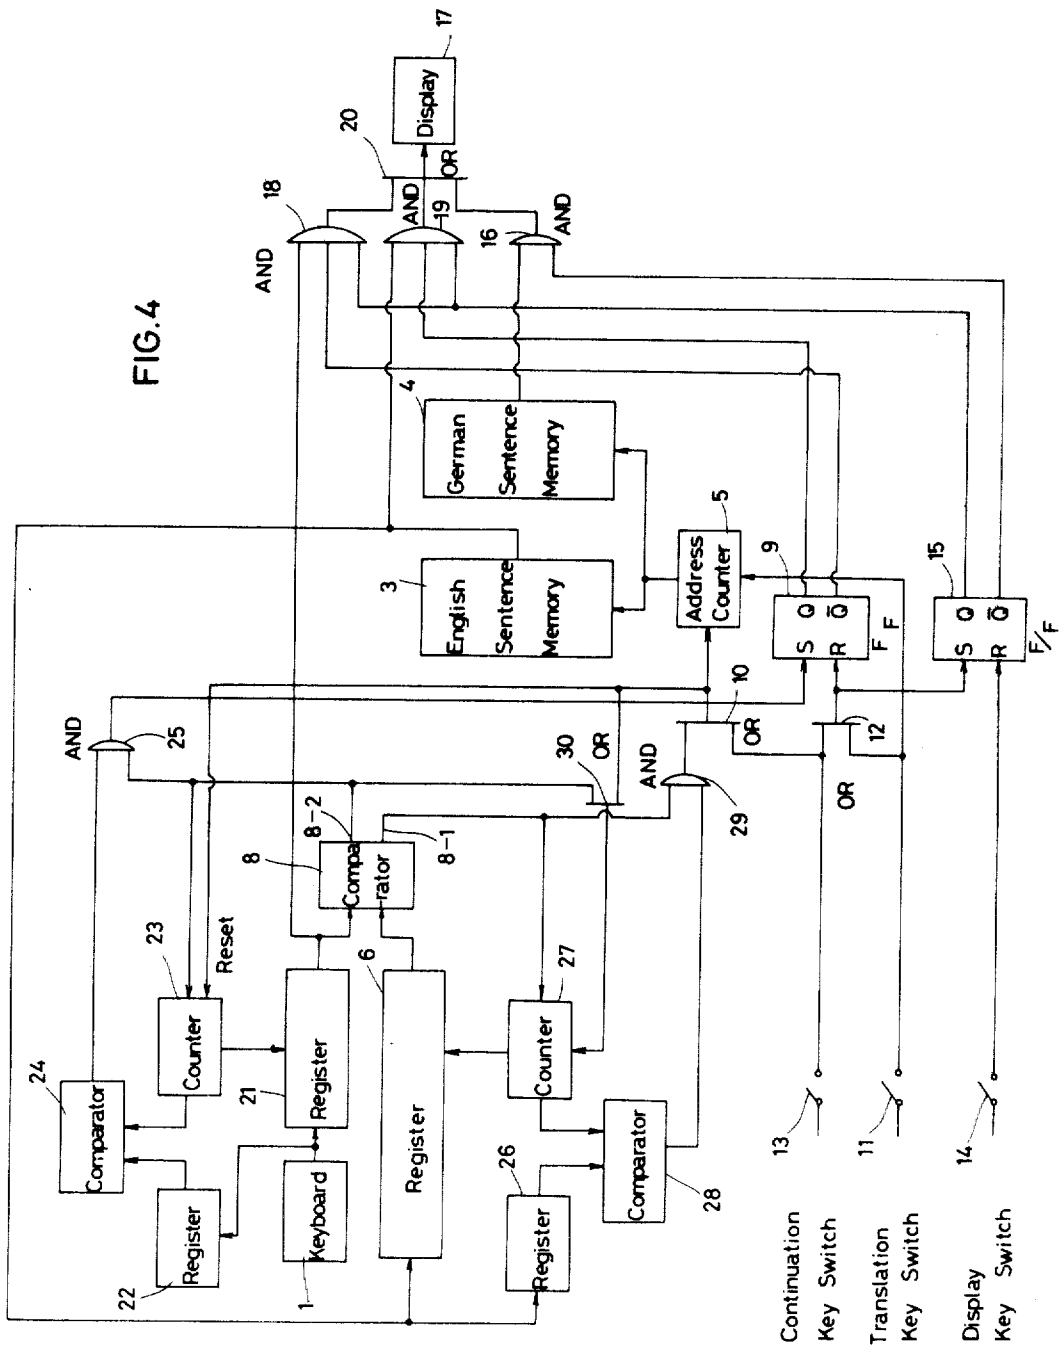 FIG.4
17
Display
20
OR
18
AND
AND
19
16
AND
4
German
Sentence
Memory
3
English
Sentence
Memory
5
Address
Counter
9
S Q
R Q̅
F F
15
S Q
R Q̅
F/F
AND
25
10
OR
12
OR
30
OR
AND
29
8-2
8-1
8
Compa
rator
23
Reset
Counter
24
Comparator
21
Register
6
Register
27
Counter
22
Register
1
Keyboard
26
Register
28
Comparator
13
11
14
Continuation
Key Switch
Translation
Key Switch
Display
Key Switch